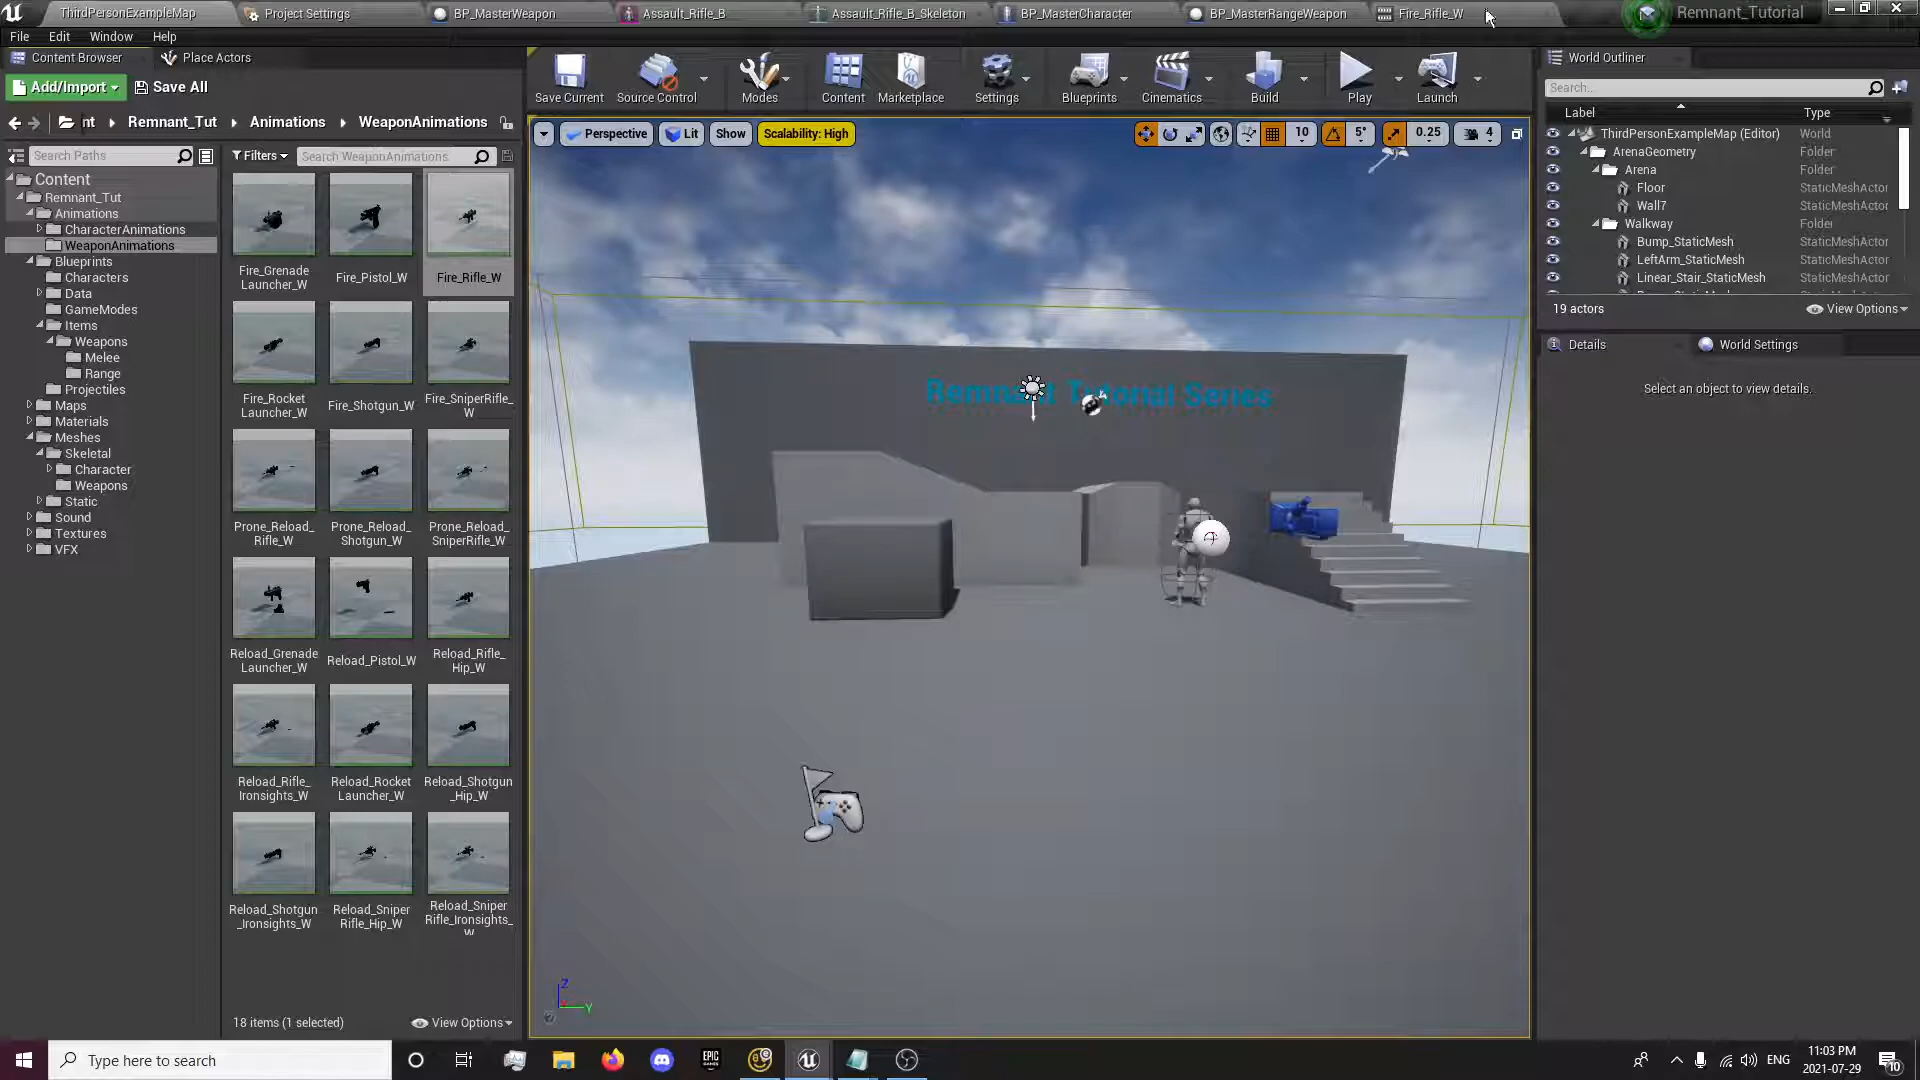 ThirdPersonExampleMap
Project Settings
BP_MasterWeapon
Assault_Rifle_B
Assault_Rifle_B_Skeleton
BP_MasterCharacter
BP_MasterRangeWeapon
Fire_Rifle_W
Remnant_Tutorial
File Edit Window Help
Content Browser
Place Actors
Add/Import
Save All
nt Remnant_Tut Animations WeaponAnimations
Search Paths
Filters
Search WeaponAnimations
Content
Remnant_Tut
Animations
CharacterAnimations
WeaponAnimations
Blueprints
Characters
Data
GameModes
Items
Weapons
Melee
Range
Projectiles
Maps
Materials
Meshes
Skeletal
Character
Weapons
Static
Sound
Textures
VFX
Fire_Grenade
Launcher_W
Fire_Pistol_W
Fire_Rifle_W
Fire_Rocket
Launcher_W
Fire_Shotgun_W
Fire_SniperRifle_
W
Prone_Reload_
Rifle_W
Prone_Reload_
Shotgun_W
Prone_Reload_
SniperRifle_W
Reload_Grenade
Launcher_W
Reload_Pistol_W
Reload_Rifle_
Hip_W
Reload_Rifle_
Ironsights_W
Reload_Rocket
Launcher_W
Reload_Shotgun
_Hip_W
Reload_Shotgun
_Ironsights_W
Reload_Sniper
Rifle_Hip_W
Reload_Sniper
Rifle_Ironsights_
W
18 items (1 selected)
View Options
Save Current
Source Control
Modes
Content
Marketplace
Settings
Blueprints
Cinematics
Build
Play
Launch
Perspective
Lit
Show
Scalability: High
10
5°
0.25
4
Remnant Tutorial Series
Z
Y
World Outliner
Search...
Label Type
ThirdPersonExampleMap (Editor) World
ArenaGeometry Folder
Arena Folder
Floor StaticMeshActor
Wall7 StaticMeshActor
Walkway Folder
Bump_StaticMesh StaticMeshActor
LeftArm_StaticMesh StaticMeshActor
Linear_Stair_StaticMesh StaticMeshActor
19 actors
View Options
Details
World Settings
Select an object to view details.
Type here to search
EPIC
GAMES
ENG
11:03 PM
2021-07-29
10